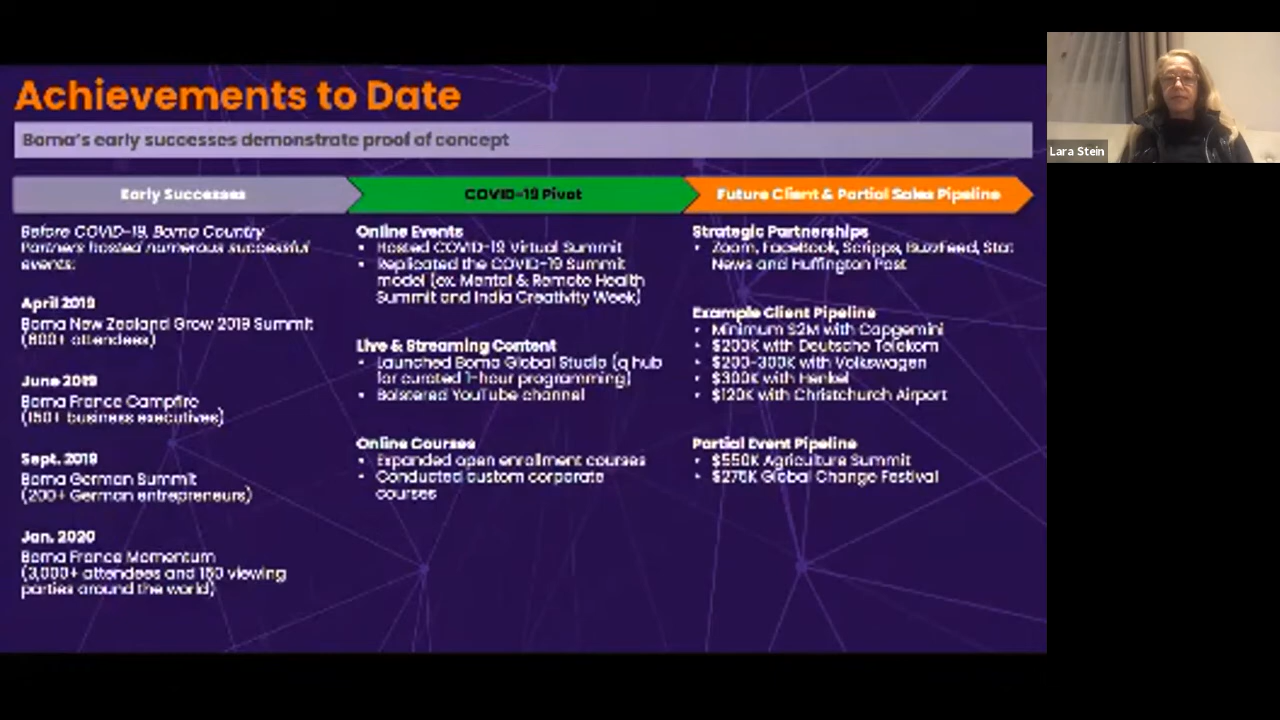 Achievements to Date
Boma's early successes demonstrate proof of concept
Early Successes
COVID-19 Pivot
Future Client & Partial Sales Pipeline
Before COVID-19, Boma Country
Partners hosted numerous successful
events:
April 2019
Boma New Zealand Grow 2019 Summit
(800+ attendees)
June 2019
Boma France Campfire
(150+ business executives)
Sept. 2019
Boma German Summit
(200+ German entrepreneurs)
Jan. 2020
Boma France Momentum
(3,000+ attendees and 150 viewing
parties around the world)
Online Events
• Hosted COVID-19 Virtual Summit
• Replicated the COVID-19 Summit
model (ex. Mental & Remote Health
Summit and India Creativity Week)
Live & Streaming Content
• Launched Boma Global Studio (a hub
for curated 1-hour programming)
• Bolstered YouTube channel
Online Courses
• Expanded open enrollment courses
• Conducted custom corporate
courses
Strategic Partnerships
• Zoom, FaceBook, Scripps, BuzzFeed, Stat
News and Huffington Post
Example Client Pipeline
• Minimum $2M with Capgemini
• $200K with Deutsche Telekom
• $200-300K with Volkswagen
• $300K with Henkel
• $120K with Christchurch Airport
Partial Event Pipeline
• $550K Agriculture Summit
• $275K Global Change Festival
Lara Stein